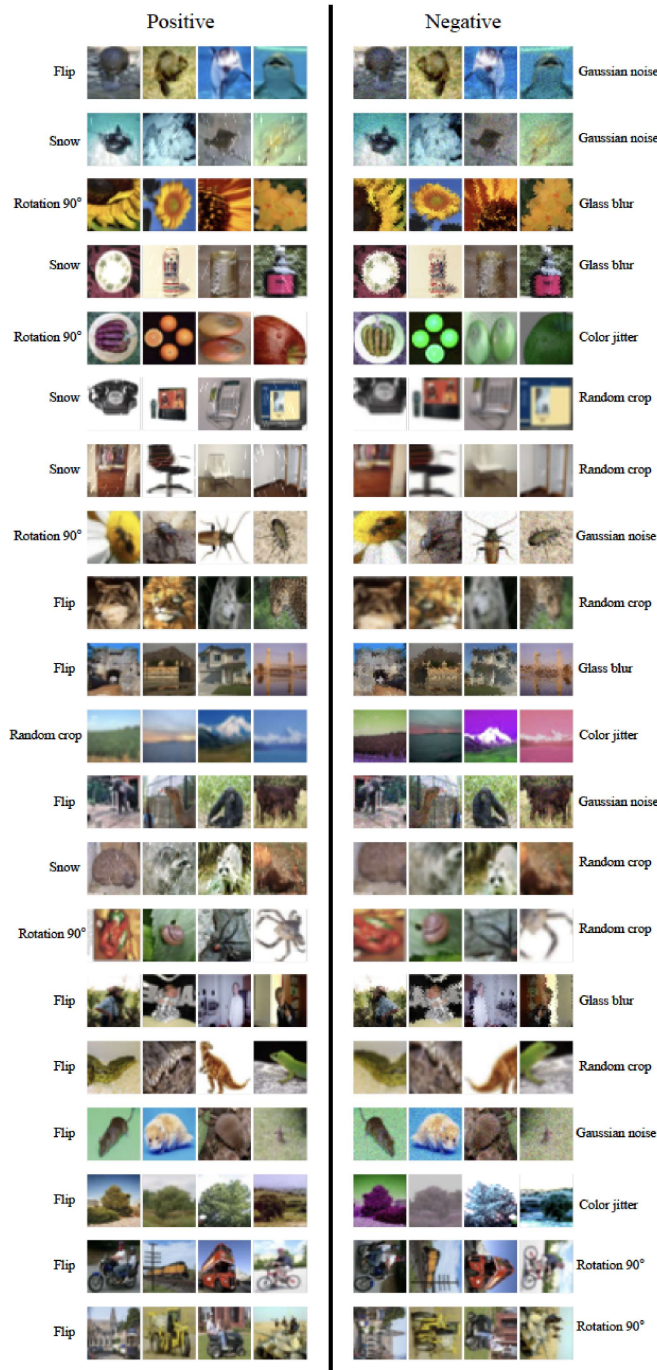 Positive Negative
Flip Gaussian noise
Snow Gaussian noise
Rotation 90° Glass blur
Snow Glass blur
Rotation 90° Color jitter
Snow Random crop
Snow Random crop
Rotation 90° Gaussian noise
Flip Random crop
Flip Glass blur
Random crop Color jitter
Flip Gaussian noise
Snow Random crop
Rotation 90° Random crop
Flip Glass blur
Flip Random crop
Flip Gaussian noise
Flip Color jitter
Flip Rotation 90°
Flip Rotation 90°